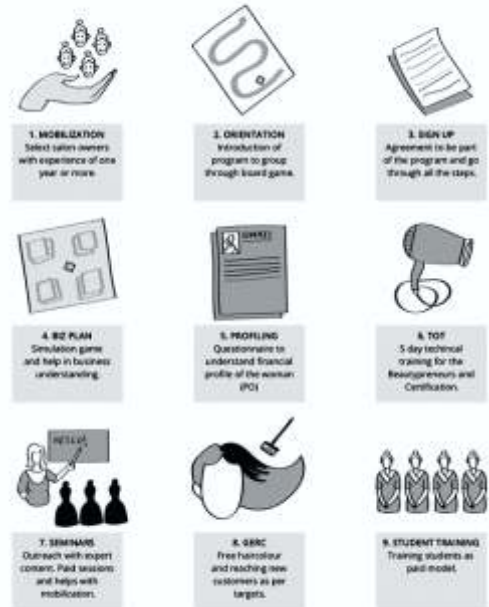 1. MOBILIZATION
Select salon owners
with experience of one
year or more.
2. ORIENTATION
Introduction of
program to group
through board game.
3. SIGN UP
Agreement to be part
of the program and go
through all the steps.
4. BIZ PLAN
Simulation game
and help in business
understanding.
5. PROFILING
Questionnaire to
understand financial
profile of the woman
(PO)
6. TOT
5 day techincal
training for the
Beautypreneurs and
Certification.
7. SEMINARS
Outreach with expert
content. Paid sessions
and helps with
mobilization.
8. GERC
Free haircolour
and reaching new
customers as per
targets.
9. STUDENT TRAINING
Training students as
paid model.